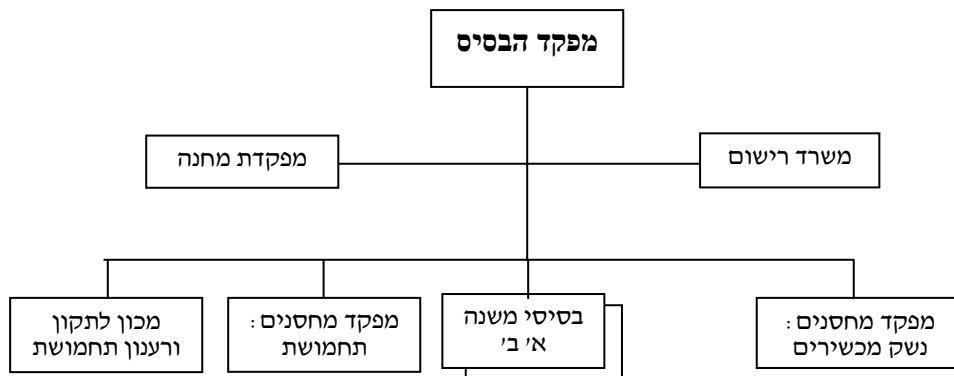 מפקד הבסיס
משרד רישום
מפקדת מחנה
מפקד מחסנים:
נשק מכשירים
בסיסי משנה
א' ב'
מפקד מחסנים:
תחמושת
מכון לתקון
ורענון תחמושת